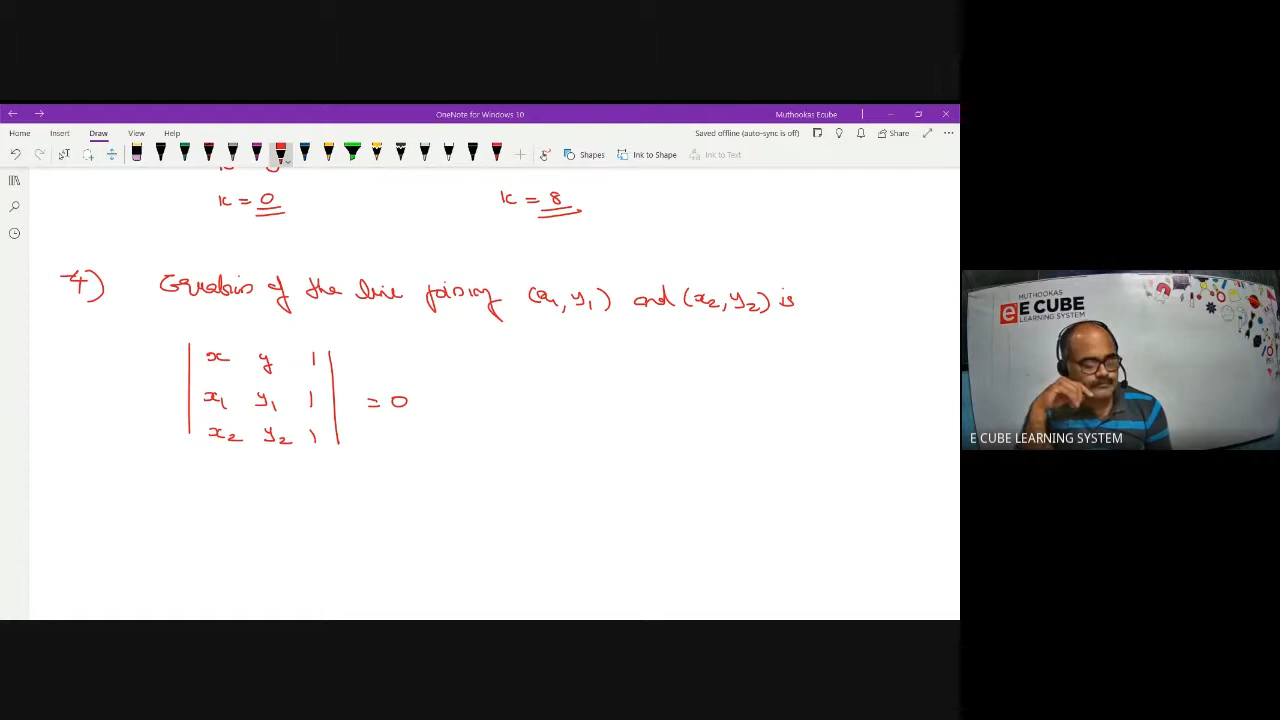 OneNote for Windows 10
Muthookas Ecube
Home Insert Draw View Help
Saved offline (auto-sync is off)
Share
Shapes
Ink to Shape
Ink to Text
k = 0
k = 8
4) Equation of the line joining (x1, y1) and (x2, y2) is
x y 1
x1 y1 1 = 0
x2 y2 1
MUTHOOKAS
E CUBE
LEARNING SYSTEM
E CUBE LEARNING SYSTEM